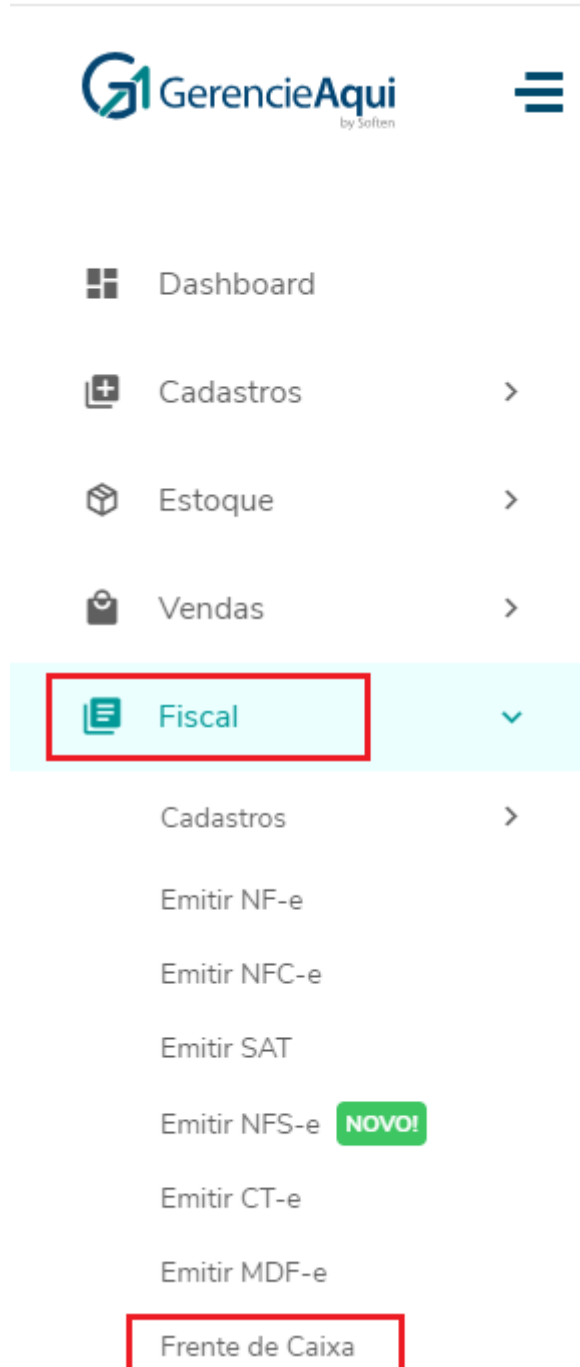 G1 GerencieAqui
by Soften
Dashboard
Cadastros
Estoque
Vendas
Fiscal
Cadastros
Emitir NF-e
Emitir NFC-e
Emitir SAT
Emitir NFS-e NOVO!
Emitir CT-e
Emitir MDF-e
Frente de Caixa